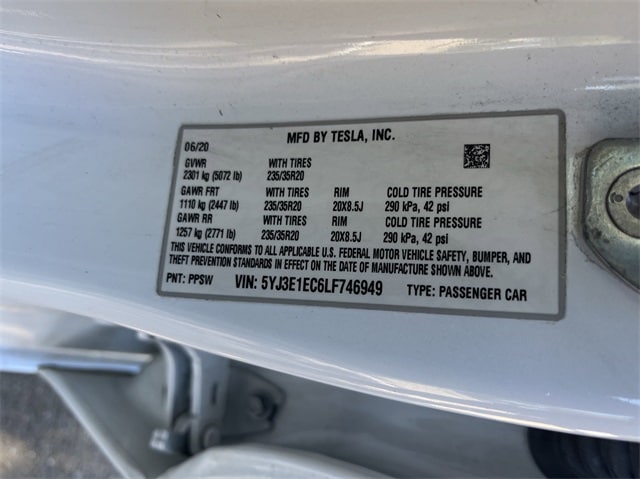 MFD BY TESLA, INC.
06/20
GVWR WITH TIRES
2301 kg (5072 lb) 235/35R20
GAWR FRT WITH TIRES RIM COLD TIRE PRESSURE
1110 kg (2447 lb) 235/35R20 20X8.5J 290 kPa, 42 psi
GAWR RR WITH TIRES RIM COLD TIRE PRESSURE
1257 kg (2771 lb) 235/35R20 20X8.5J 290 kPa, 42 psi
THIS VEHICLE CONFORMS TO ALL APPLICABLE U.S. FEDERAL MOTOR VEHICLE SAFETY, BUMPER, AND
THEFT PREVENTION STANDARDS IN EFFECT ON THE DATE OF MANUFACTURE SHOWN ABOVE.
PNT: PPSW VIN: 5YJ3E1EC6LF746949 TYPE: PASSENGER CAR